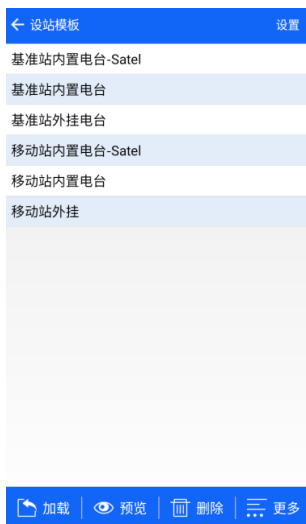 设站模板 设置
基准站内置电台-Satel
基准站内置电台
基准站外挂电台
移动站内置电台-Satel
移动站内置电台
移动站外挂
加载 预览 删除 更多